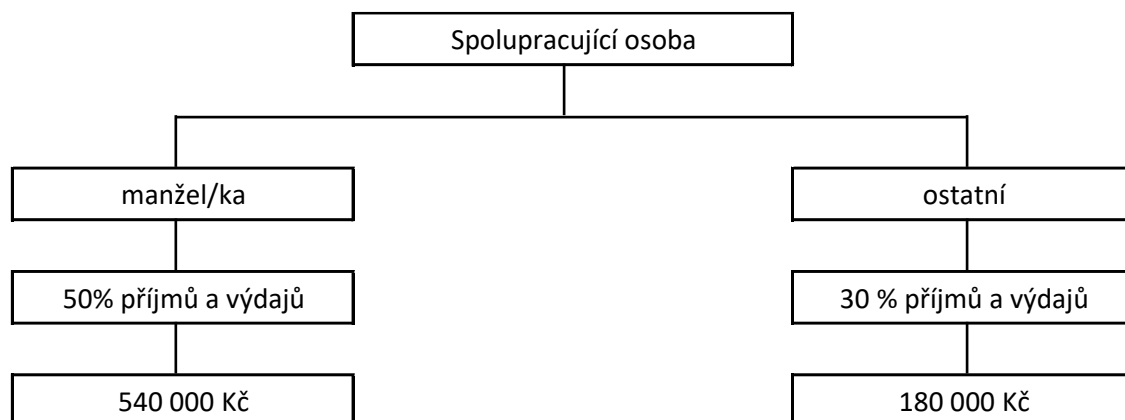 Spolupracující osoba
manžel/ka
ostatní
50% příjmů a výdajů
30 % příjmů a výdajů
540 000 Kč
180 000 Kč